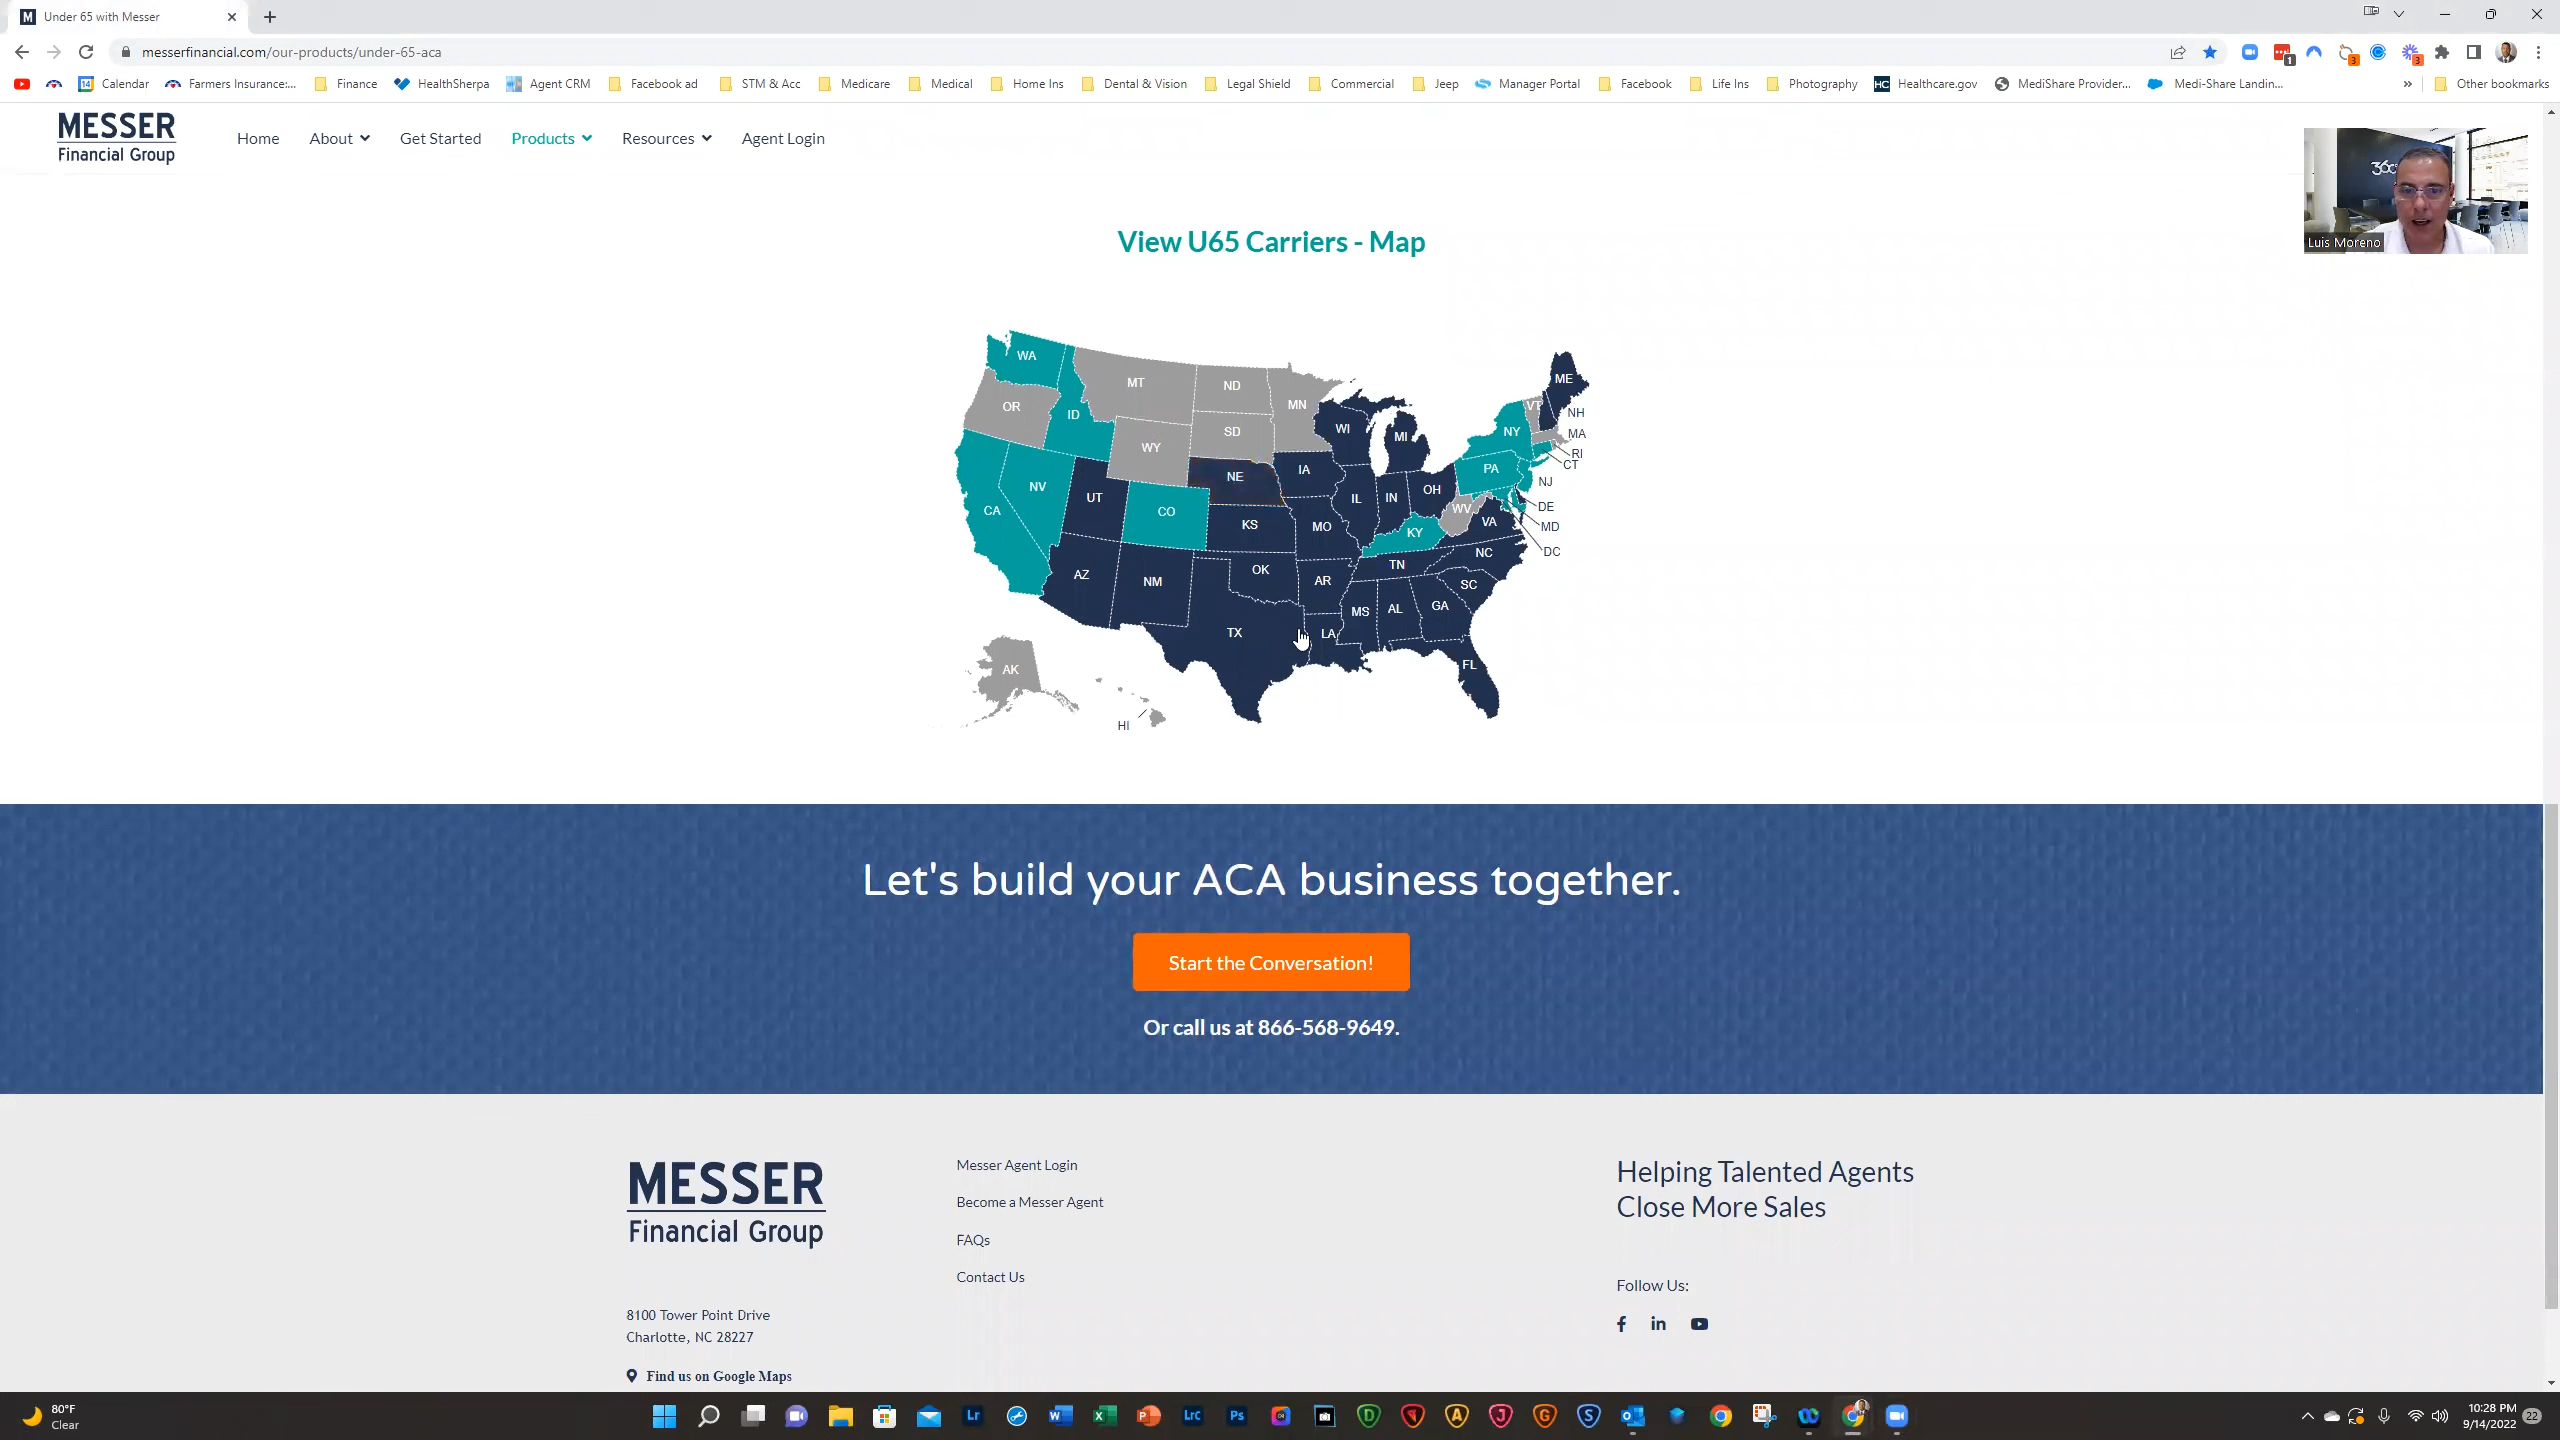 M Under 65 with Messer
messerfinancial.com/our-products/under-65-aca
Calendar Farmers Insurance:... Finance HealthSherpa Agent CRM Facebook ad STM & Acc Medicare Medical Home Ins Dental & Vision Legal Shield Commercial Jeep Manager Portal Facebook Life Ins Photography HC Healthcare.gov MediShare Provider... Medi-Share Landin... » Other bookmarks
MESSER
Financial Group
Home About Get Started Products Resources Agent Login
Luis Moreno
View U65 Carriers - Map
WA
MT
ND
ME
OR
ID
MN
VT
NH
WI
MI
NY
MA
SD
WY
RI
CT
NE
IA
PA
NJ
NV
UT
IL
IN
OH
DE
CA
CO
WV
VA
MD
KS
MO
KY
DC
NC
AZ
NM
OK
AR
TN
SC
MS
AL
GA
TX
LA
FL
AK
HI
Let's build your ACA business together.
Start the Conversation!
Or call us at 866-568-9649.
MESSER
Financial Group
8100 Tower Point Drive
Charlotte, NC 28227
Find us on Google Maps
Messer Agent Login
Become a Messer Agent
FAQs
Contact Us
Helping Talented Agents
Close More Sales
Follow Us:
80°F
Clear
10:28 PM
9/14/2022
22